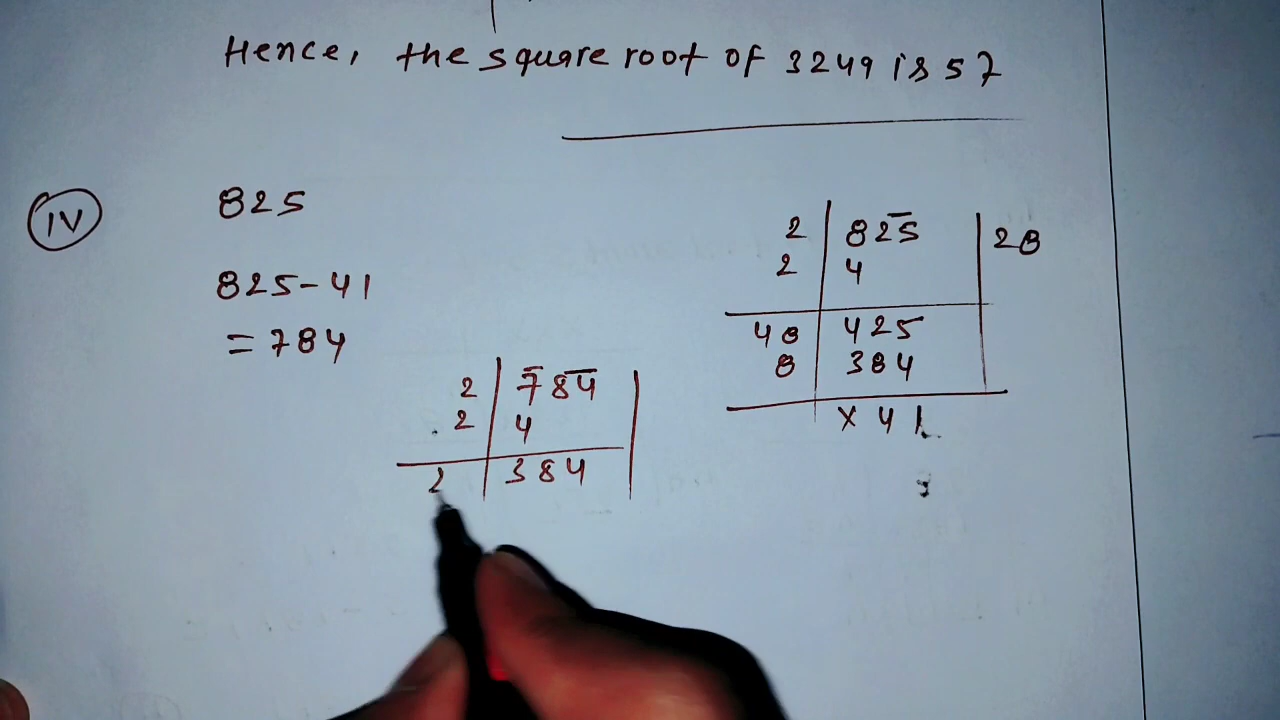 Hence, the square root of 3249 is 57
IV
825
825-41
=784
2 825 28
2 4
48 425
8 384
x 41
2 784
2 4
2 384